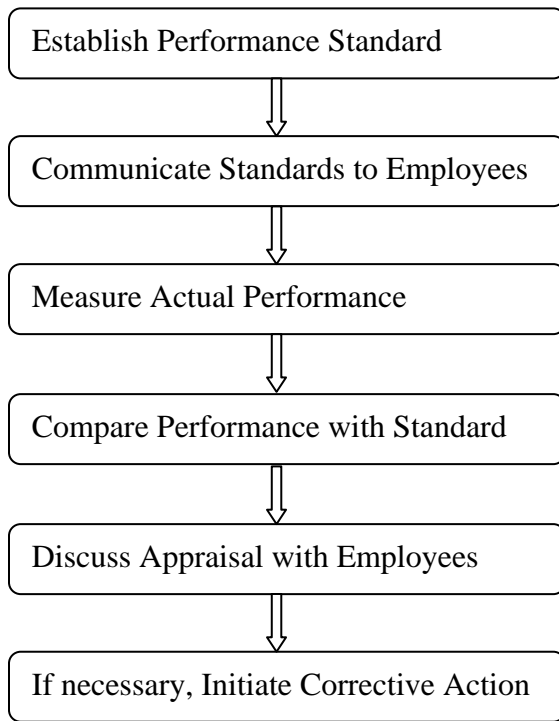 Establish Performance Standard
Communicate Standards to Employees
Measure Actual Performance
Compare Performance with Standard
Discuss Appraisal with Employees
If necessary, Initiate Corrective Action